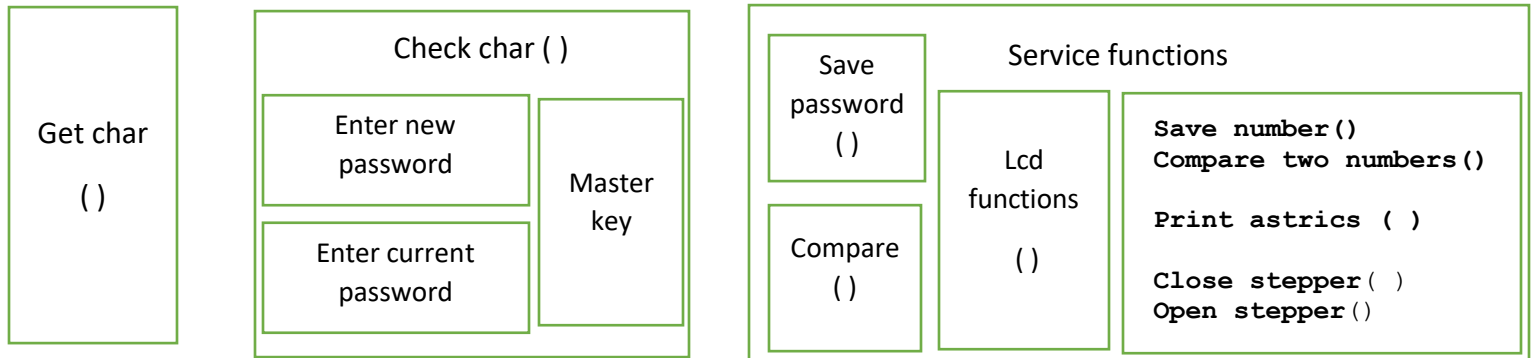 Get char
( )
Check char ( )
Enter new
password
Enter current
password
Master
key
Service functions
Save
password
( )
Compare
( )
Lcd
functions
( )
Save number()
Compare two numbers()
Print astrics ( )
Close stepper( )
Open stepper()